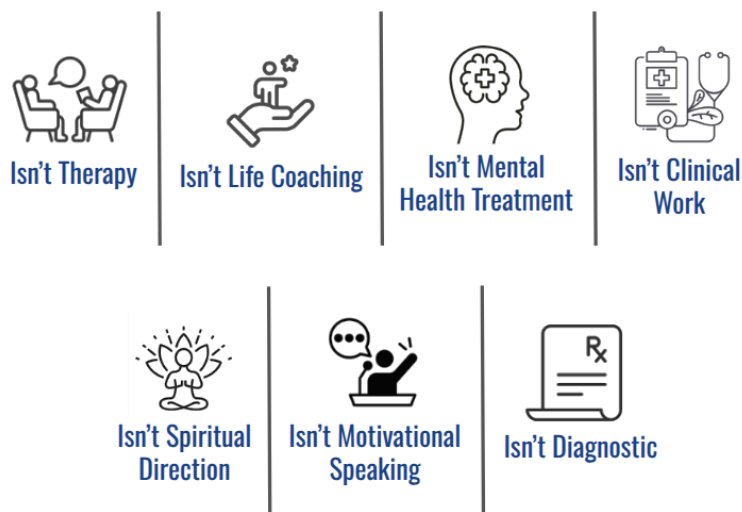 Isn't Therapy
Isn't Life Coaching
Isn't Mental
Health Treatment
Isn't Clinical
Work
Isn't Spiritual
Direction
Isn't Motivational
Speaking
Rx
Isn't Diagnostic